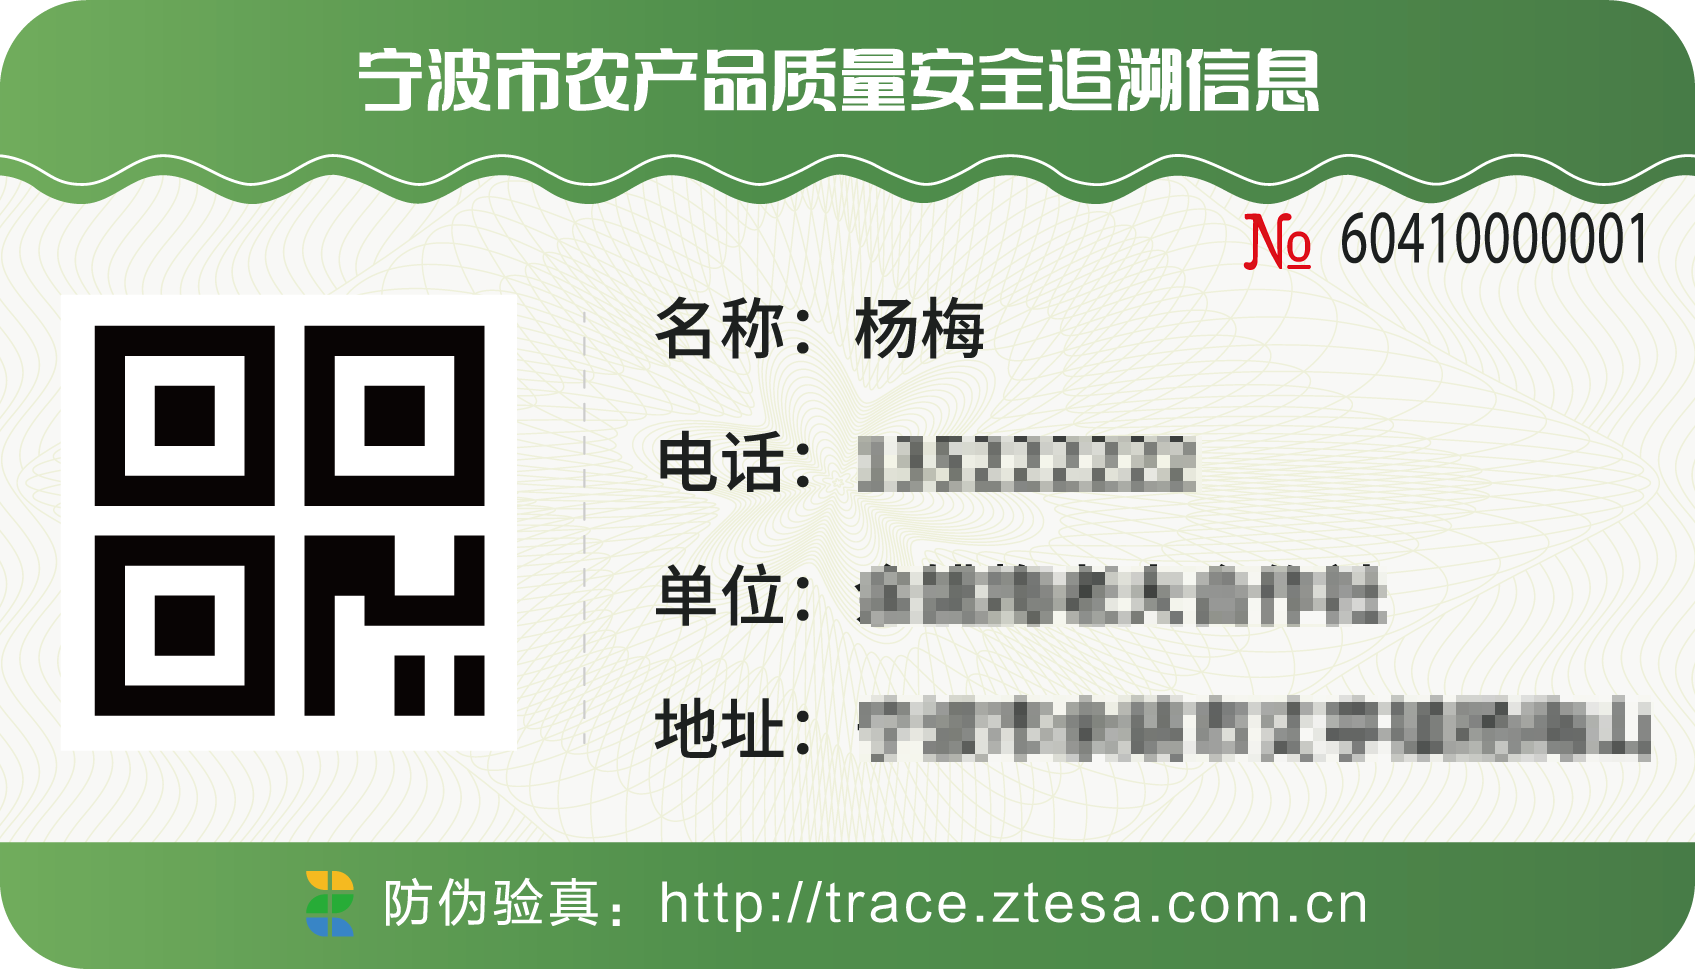 宁波市农产品质量安全追溯信息
№ 60410000001
名称：杨梅
电话：
单位：
地址：
防伪验真：http://trace.ztesa.com.cn